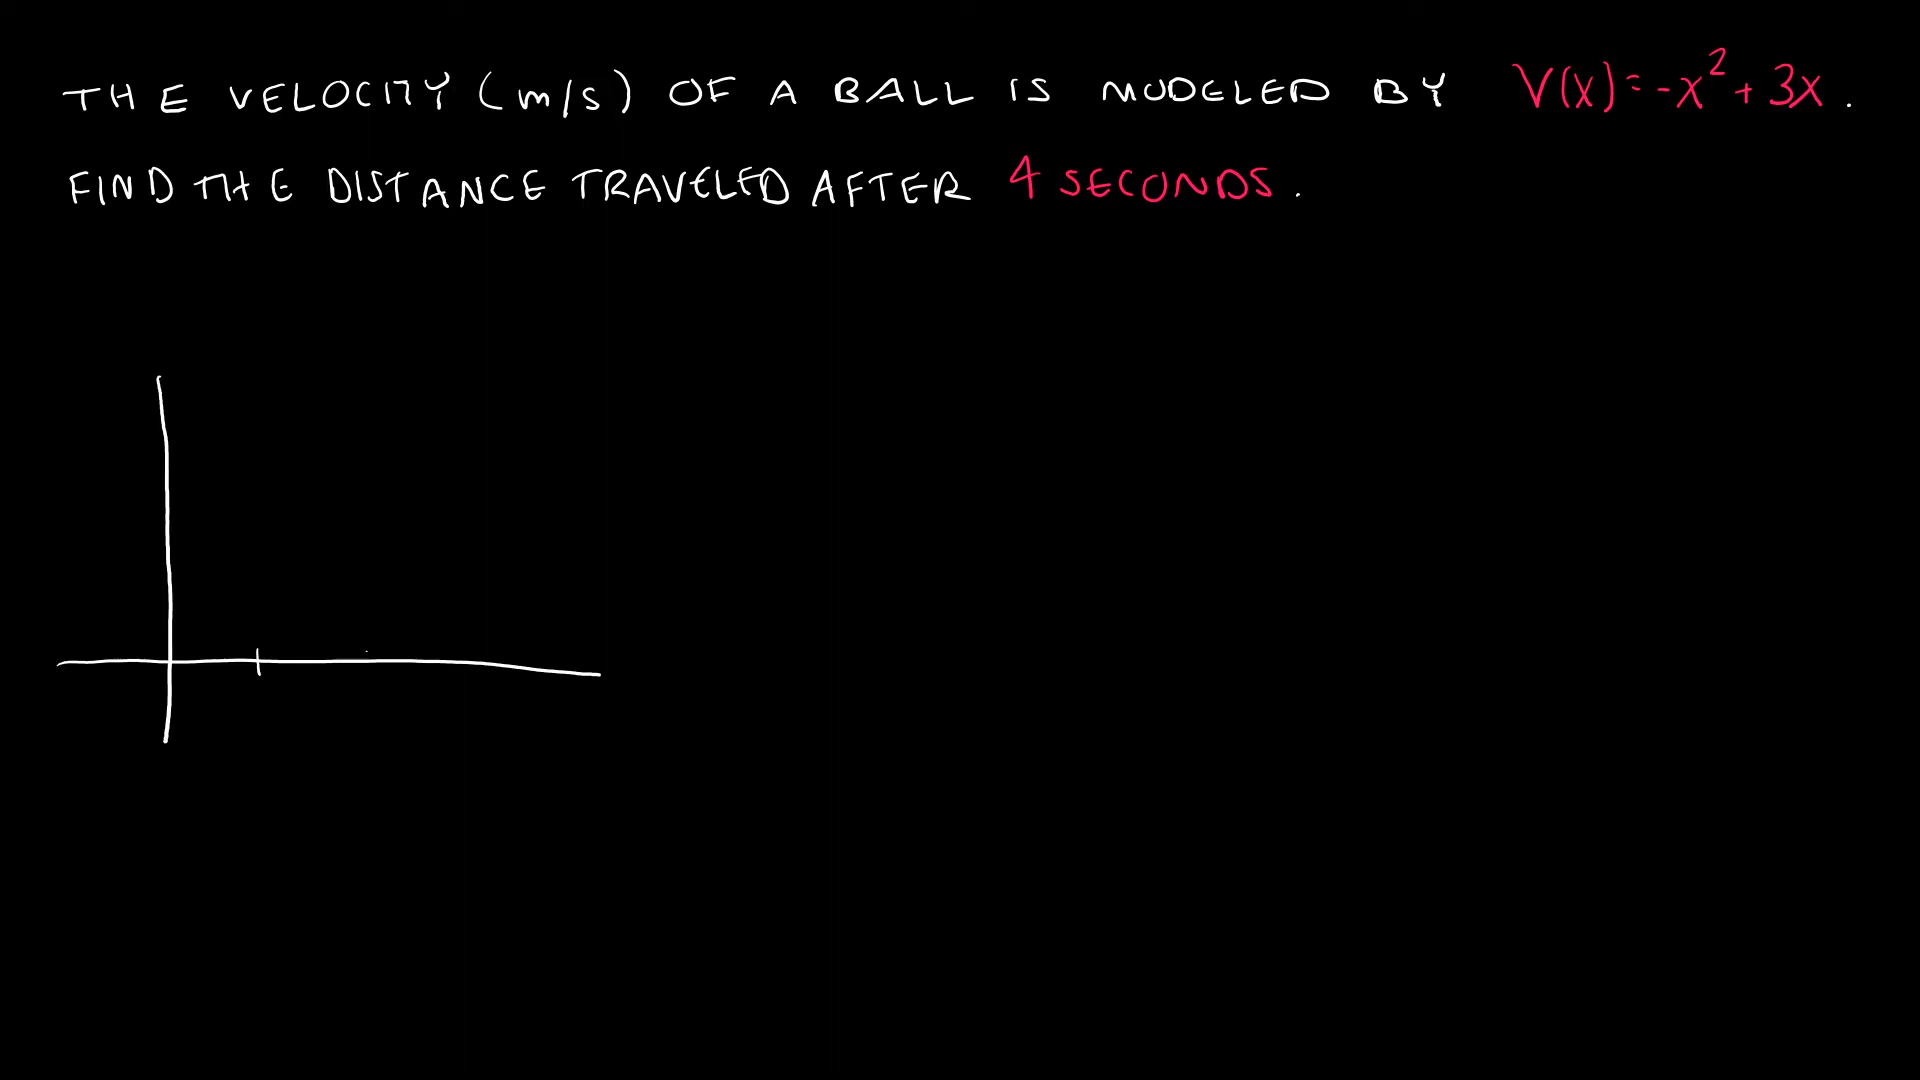 THE VELOCITY (m/s) OF A BALL IS MODELED BY V(x)=-x²+3x.
FIND THE DISTANCE TRAVELED AFTER 4 SECONDS.